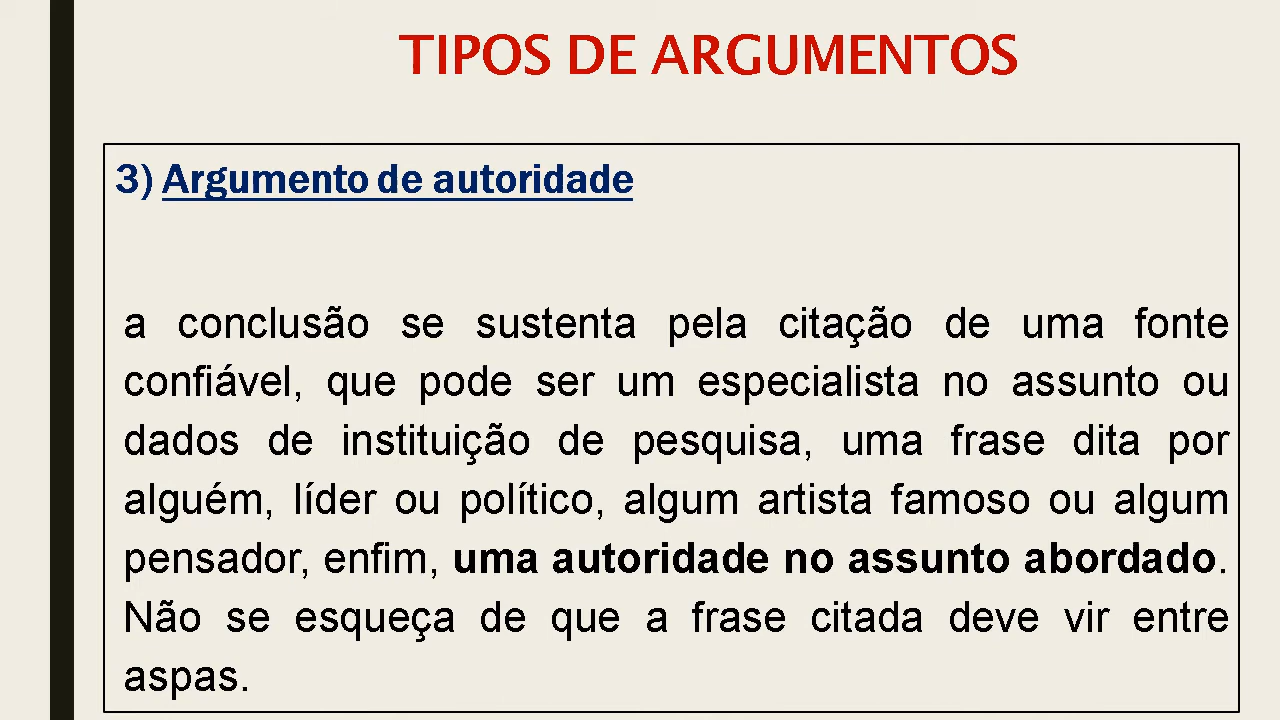 TIPOS DE ARGUMENTOS
3) Argumento de autoridade
a conclusão se sustenta pela citação de uma fonte
confiável, que pode ser um especialista no assunto ou
dados de instituição de pesquisa, uma frase dita por
alguém, líder ou político, algum artista famoso ou algum
pensador, enfim, uma autoridade no assunto abordado.
Não se esqueça de que a frase citada deve vir entre
aspas.